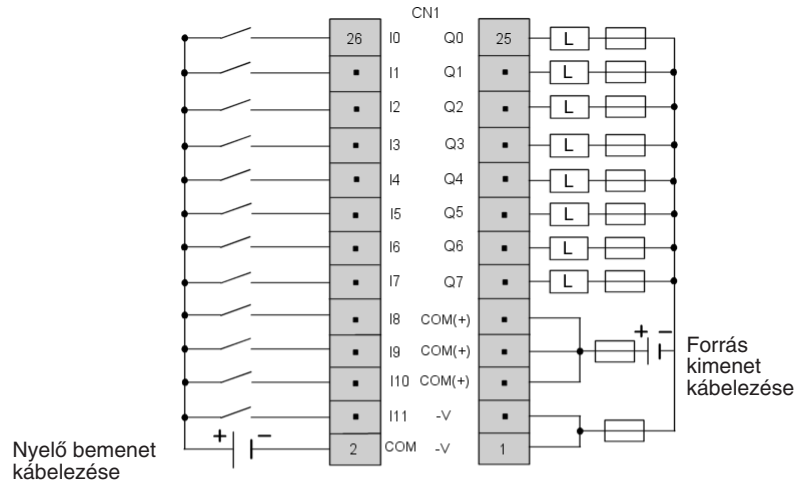 CN1
26 I0 Q0 25 L
I1 Q1 L
I2 Q2 L
I3 Q3 L
I4 Q4 L
I5 Q5 L
I6 Q6 L
I7 Q7 L
I8 COM(+)
+ −
I9 COM(+)
Forrás
kimenet
kábelezése
I10 COM(+)
I11 -V
+ −
2 COM -V 1
Nyelő bemenet
kábelezése